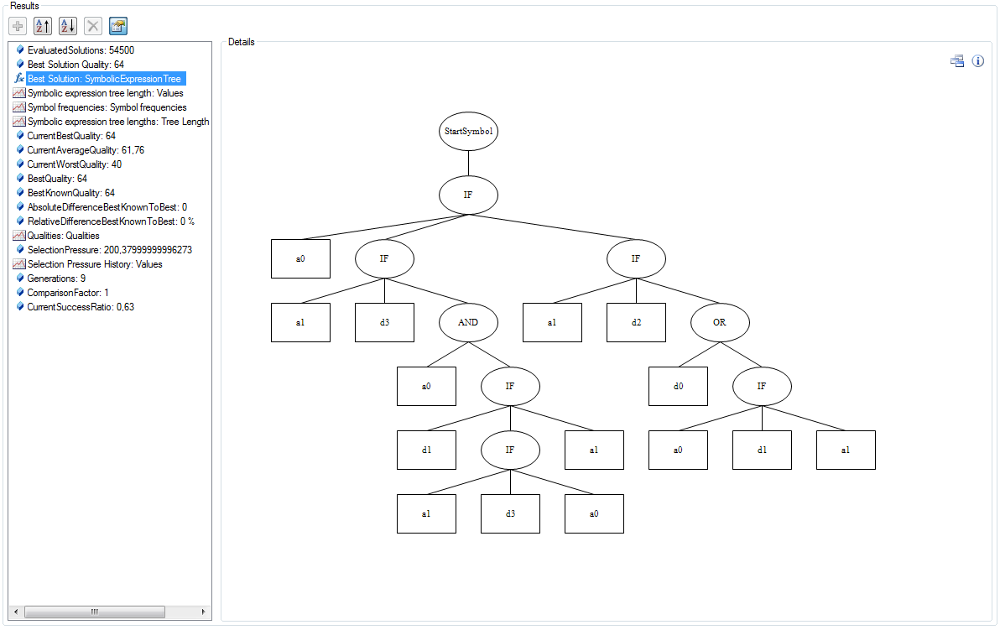 Results
EvaluatedSolutions: 54500
Best Solution Quality: 64
Best Solution: SymbolicExpressionTree
Symbolic expression tree length: Values
Symbol frequencies: Symbol frequencies
Symbolic expression tree lengths: Tree Length
CurrentBestQuality: 64
CurrentAverageQuality: 61,76
CurrentWorstQuality: 40
BestQuality: 64
BestKnownQuality: 64
AbsoluteDifferenceBestKnownToBest: 0
RelativeDifferenceBestKnownToBest: 0 %
Qualities: Qualities
SelectionPressure: 200,37999999996273
Selection Pressure History: Values
Generations: 9
ComparisonFactor: 1
CurrentSuccessRatio: 0,63
Details
StartSymbol
IF
a0 IF IF
a1 d3 AND a1 d2 OR
a0 IF d0 IF
d1 IF a1 a0 d1 a1
a1 d3 a0